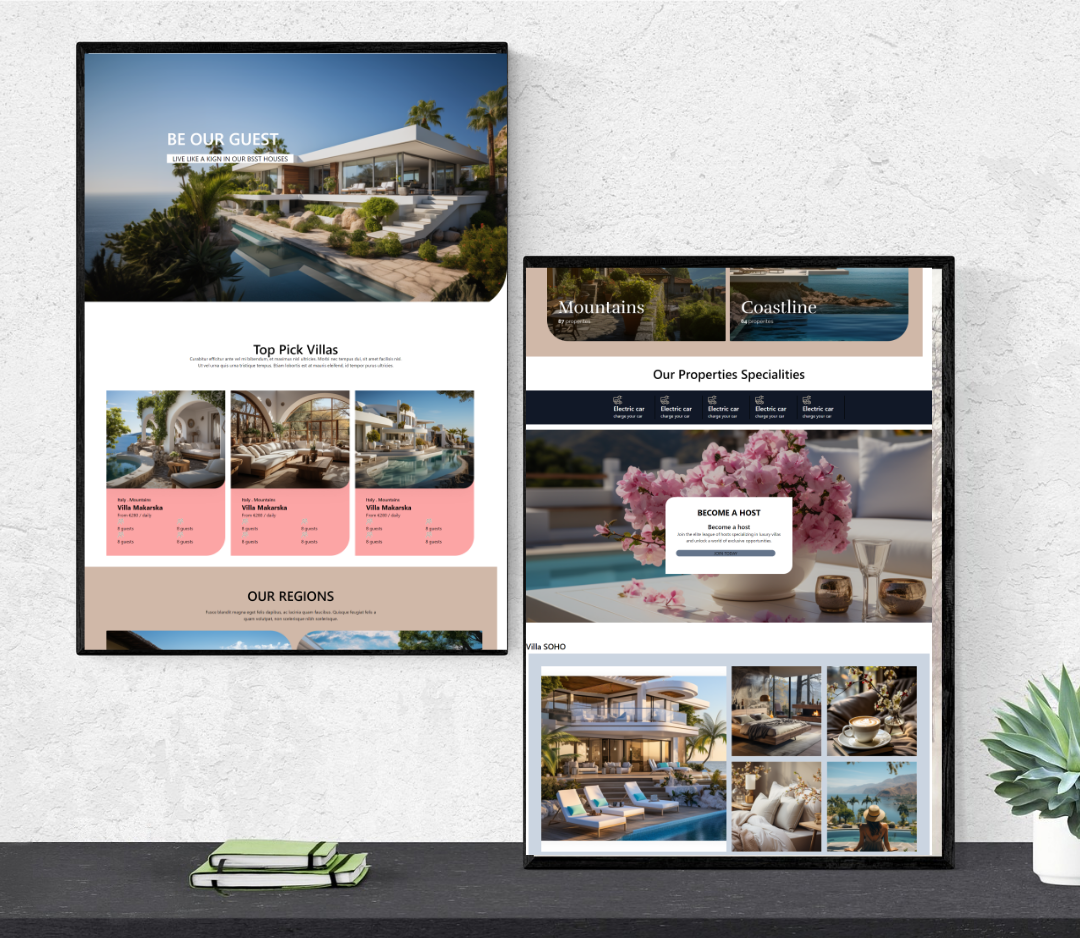 BE OUR GUEST
LIVE LIKE A KIGN IN OUR BSST HOUSES
Top Pick Villas
Curabitur efficitur ante vel mi bibendum, at maximus nisl ultricies. Morbi nec tempus dui, sit amet facilisis nisl.
Ut vel urna quis urna tristique tempus. Etiam lobortis est at mauris eleifend, id tempor purus ultricies.
Italy . Mountains
Villa Makarska
From €290 / daily
8 guests 8 guests
8 guests 8 guests
Italy . Mountains
Villa Makarska
From €290 / daily
8 guests 8 guests
8 guests 8 guests
Italy . Mountains
Villa Makarska
From €290 / daily
8 guests 8 guests
8 guests 8 guests
OUR REGIONS
Fusce blandit magna eget felis dapibus, ac lacinia quam faucibus. Quisque feugiat felis a
quam volutpat, non scelerisque nibh scelerisque.
Mountains
87 properties
Coastline
64 properties
Our Properties Specialities
Electric car
charge your car
Electric car
charge your car
Electric car
charge your car
Electric car
charge your car
Electric car
charge your car
BECOME A HOST
Become a host
Join the elite league of hosts specializing in luxury villas
and unlock a world of exclusive opportunities.
JOIN TODAY
Villa SOHO